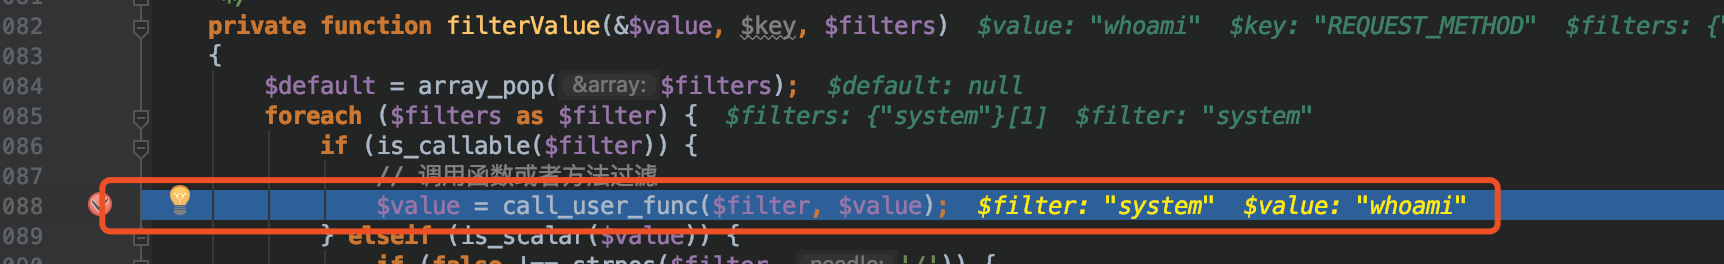 082 private function filterValue(&$value, $key, $filters) $value: "whoami" $key: "REQUEST_METHOD" $filters: {"
083 {
084 $default = array_pop( &array: $filters); $default: null
085 foreach ($filters as $filter) { $filters: {"system"}[1] $filter: "system"
086 if (is_callable($filter)) {
087 // 调用函数或者方法过滤
088 $value = call_user_func($filter, $value); $filter: "system" $value: "whoami"
089 } elseif (is_scalar($value)) {
090 if (false !== strpos($filter, needle: '/')) {